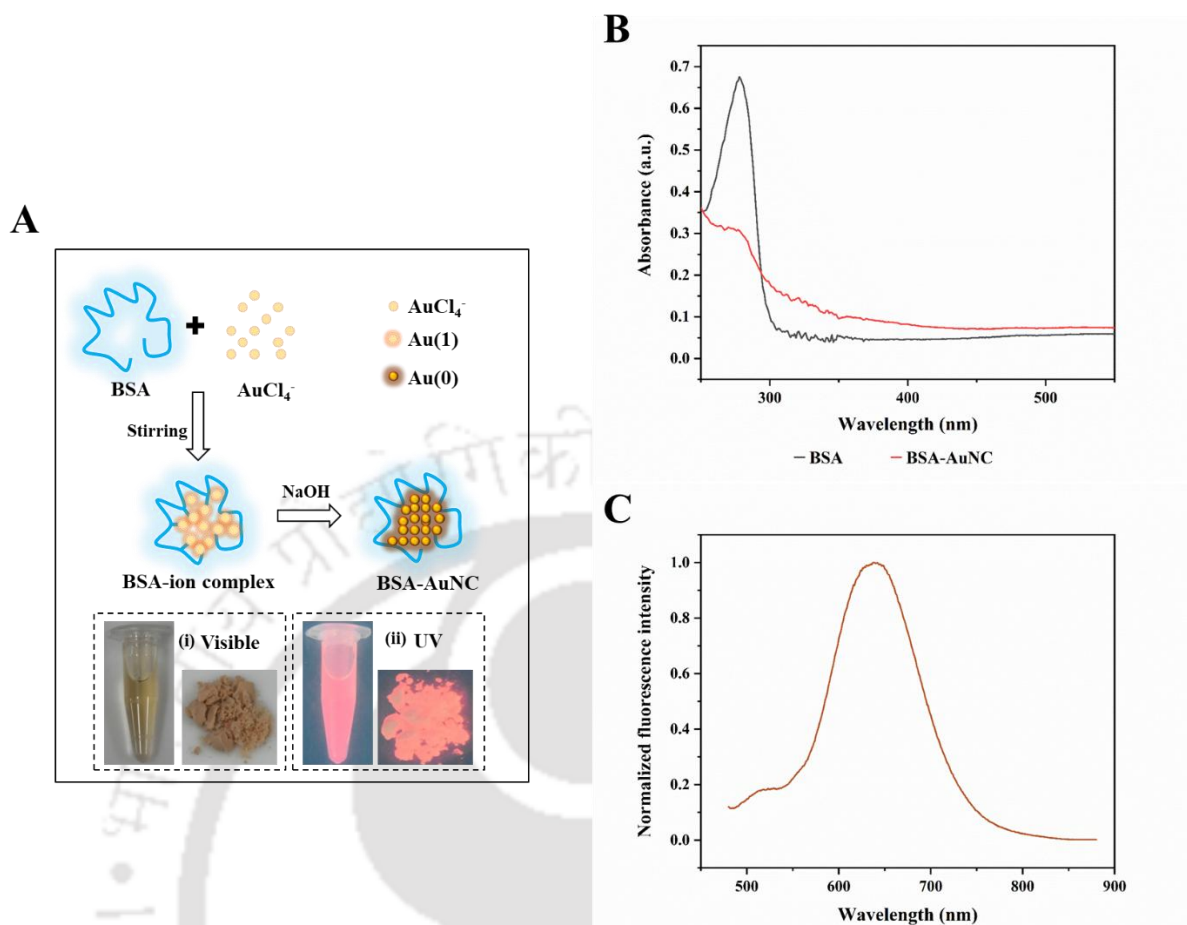 A
BSA
+
AuCl₄⁻
AuCl₄⁻
Au(1)
Au(0)
Stirring
BSA-ion complex
NaOH
BSA-AuNC
(i) Visible
(ii) UV
B
Absorbance (a.u.)
0.7
0.6
0.5
0.4
0.3
0.2
0.1
0.0
300 400 500
Wavelength (nm)
BSA BSA-AuNC
C
Normalized fluorescence intensity
1.0
0.8
0.6
0.4
0.2
0.0
500 600 700 800 900
Wavelength (nm)